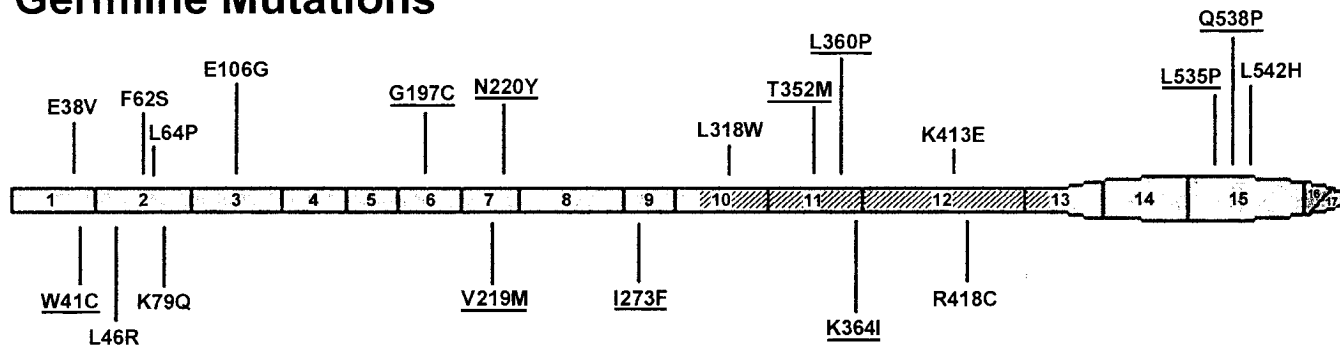 Germline Mutations
Q538P
L360P
E106G
L535P
L542H
G197C
N220Y
T352M
E38V
F62S
L64P
L318W
K413E
1 2 3 4 5 6 7 8 9 10 11 12 13 14 15 16 17
W41C
K79Q
V219M
I273F
R418C
L46R
K364I